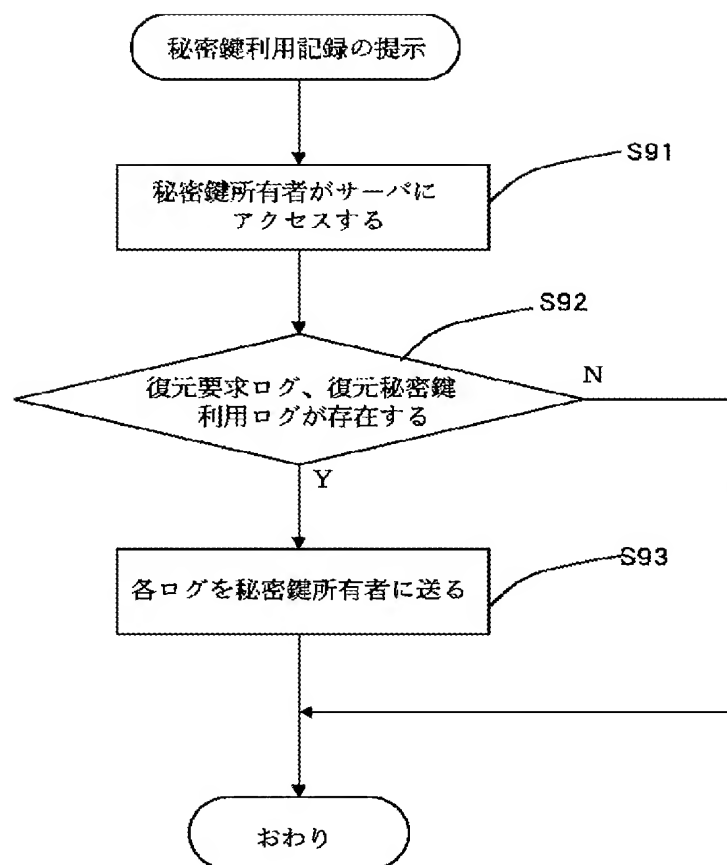 秘密鍵利用記録の提示
S91
秘密鍵所有者がサーバに
アクセスする
S92
復元要求ログ、復元秘密鍵
利用ログが存在する
N
Y
S93
各ログを秘密鍵所有者に送る
おわり